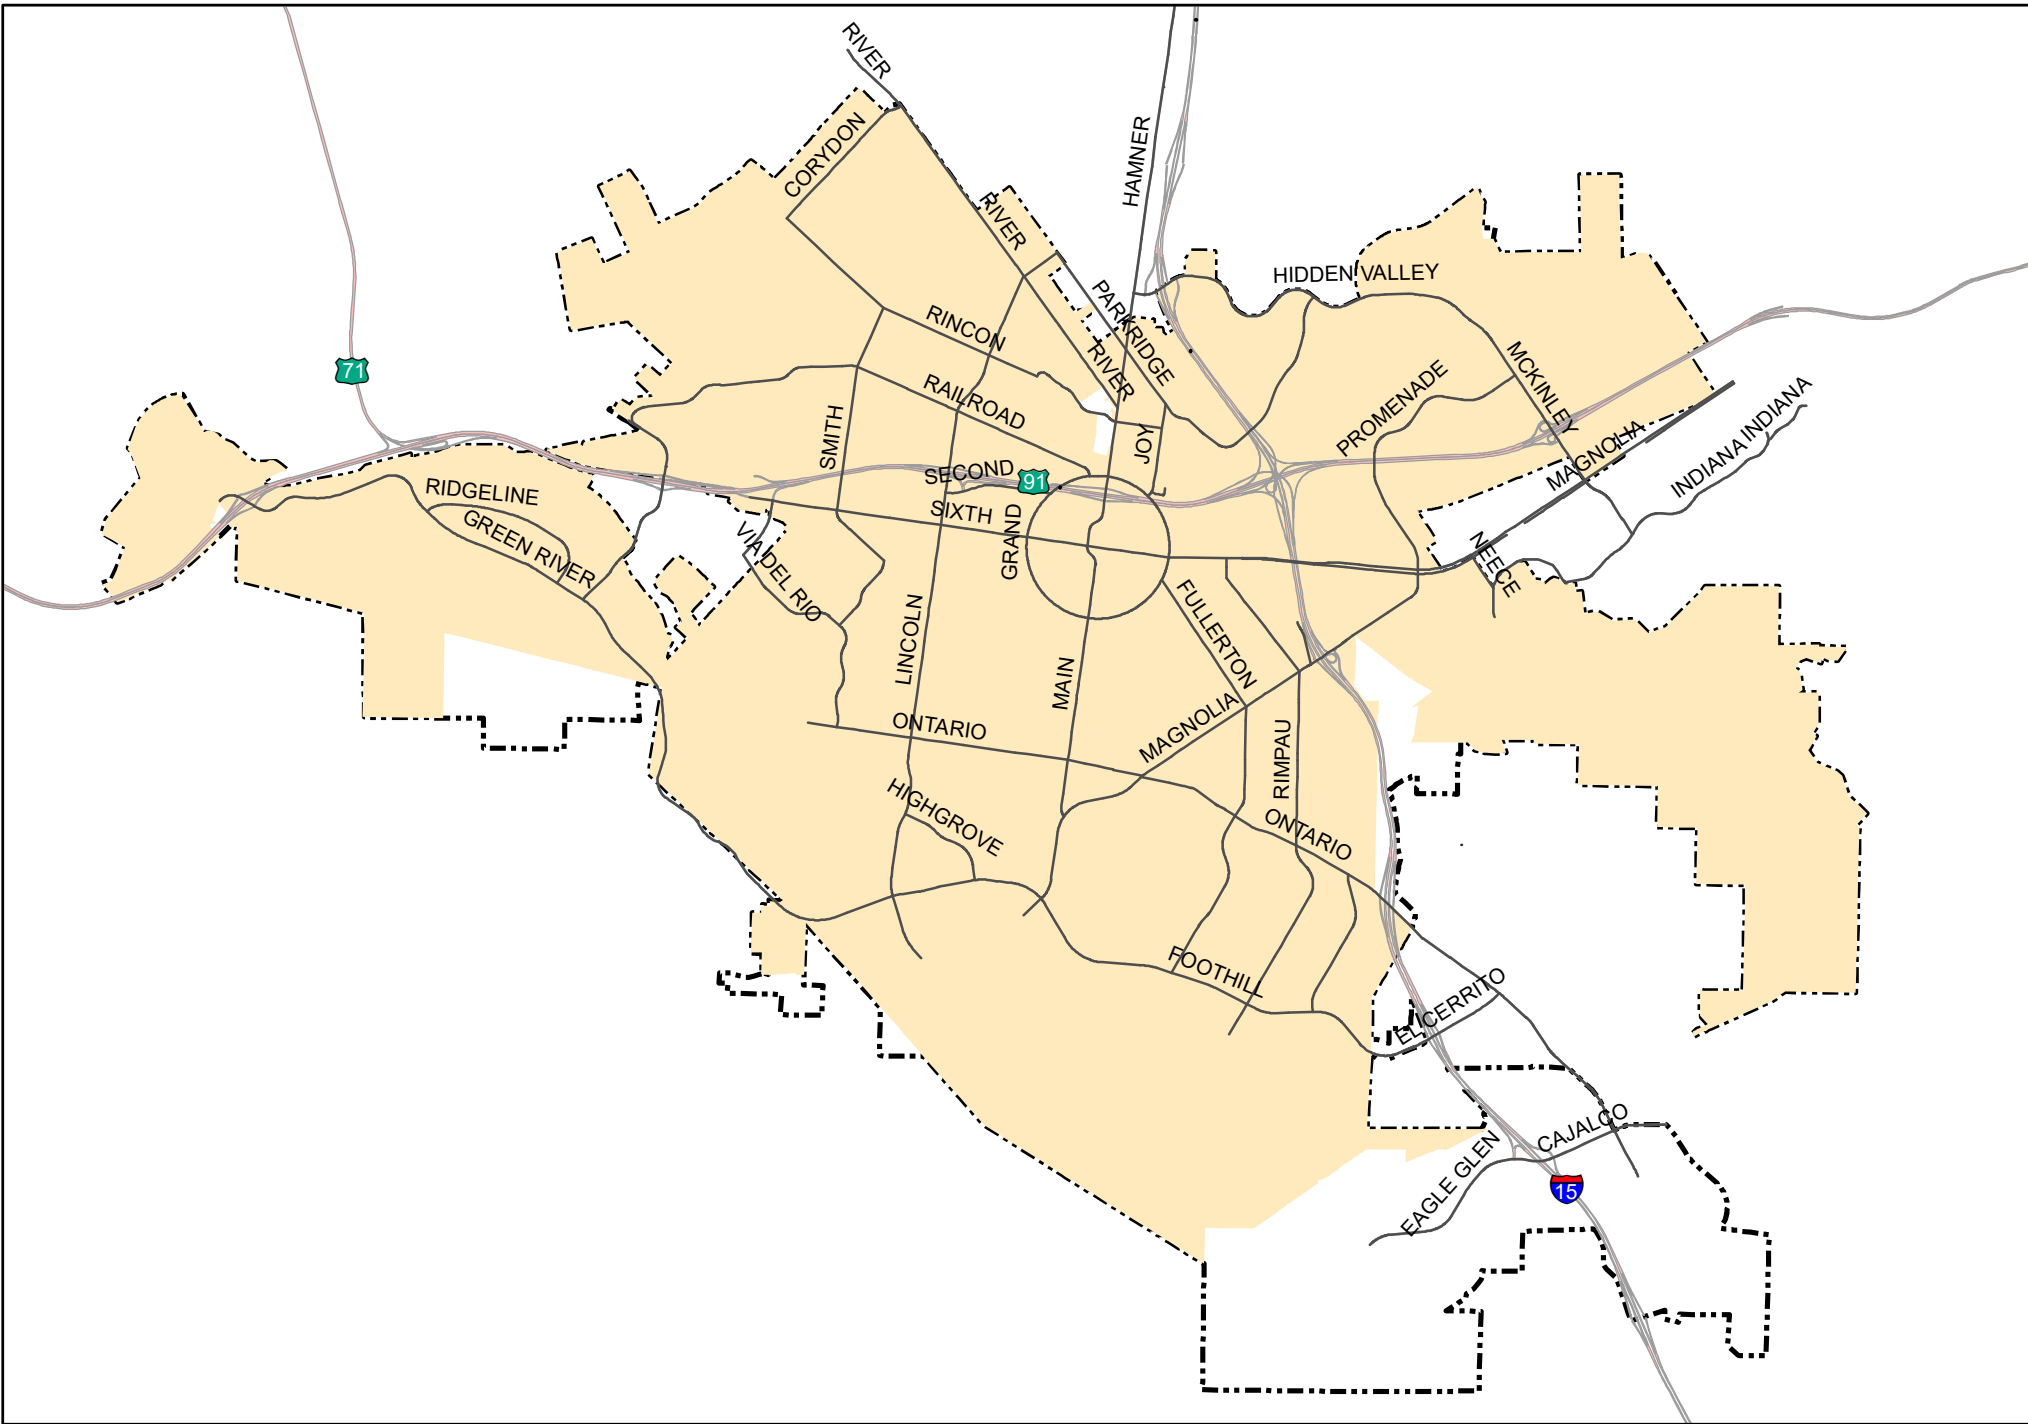 RIVER
HAMNER
CORYDON
RIVER
HIDDEN VALLEY
PARKRIDGE
RINCON
71
RIVER
MCKINLEY
RAILROAD
PROMENADE
INDIANA
INDIANA
SMITH
JOY
MAGNOLIA
SECOND
91
RIDGELINE
SIXTH
GREEN RIVER
VIA DEL RIO
GRAND
NEECE
FULLERTON
LINCOLN
MAIN
MAGNOLIA
ONTARIO
RIMPAU
HIGHGROVE
ONTARIO
FOOTHILL
EL CERRITO
CAJALCO
EAGLE GLEN
15